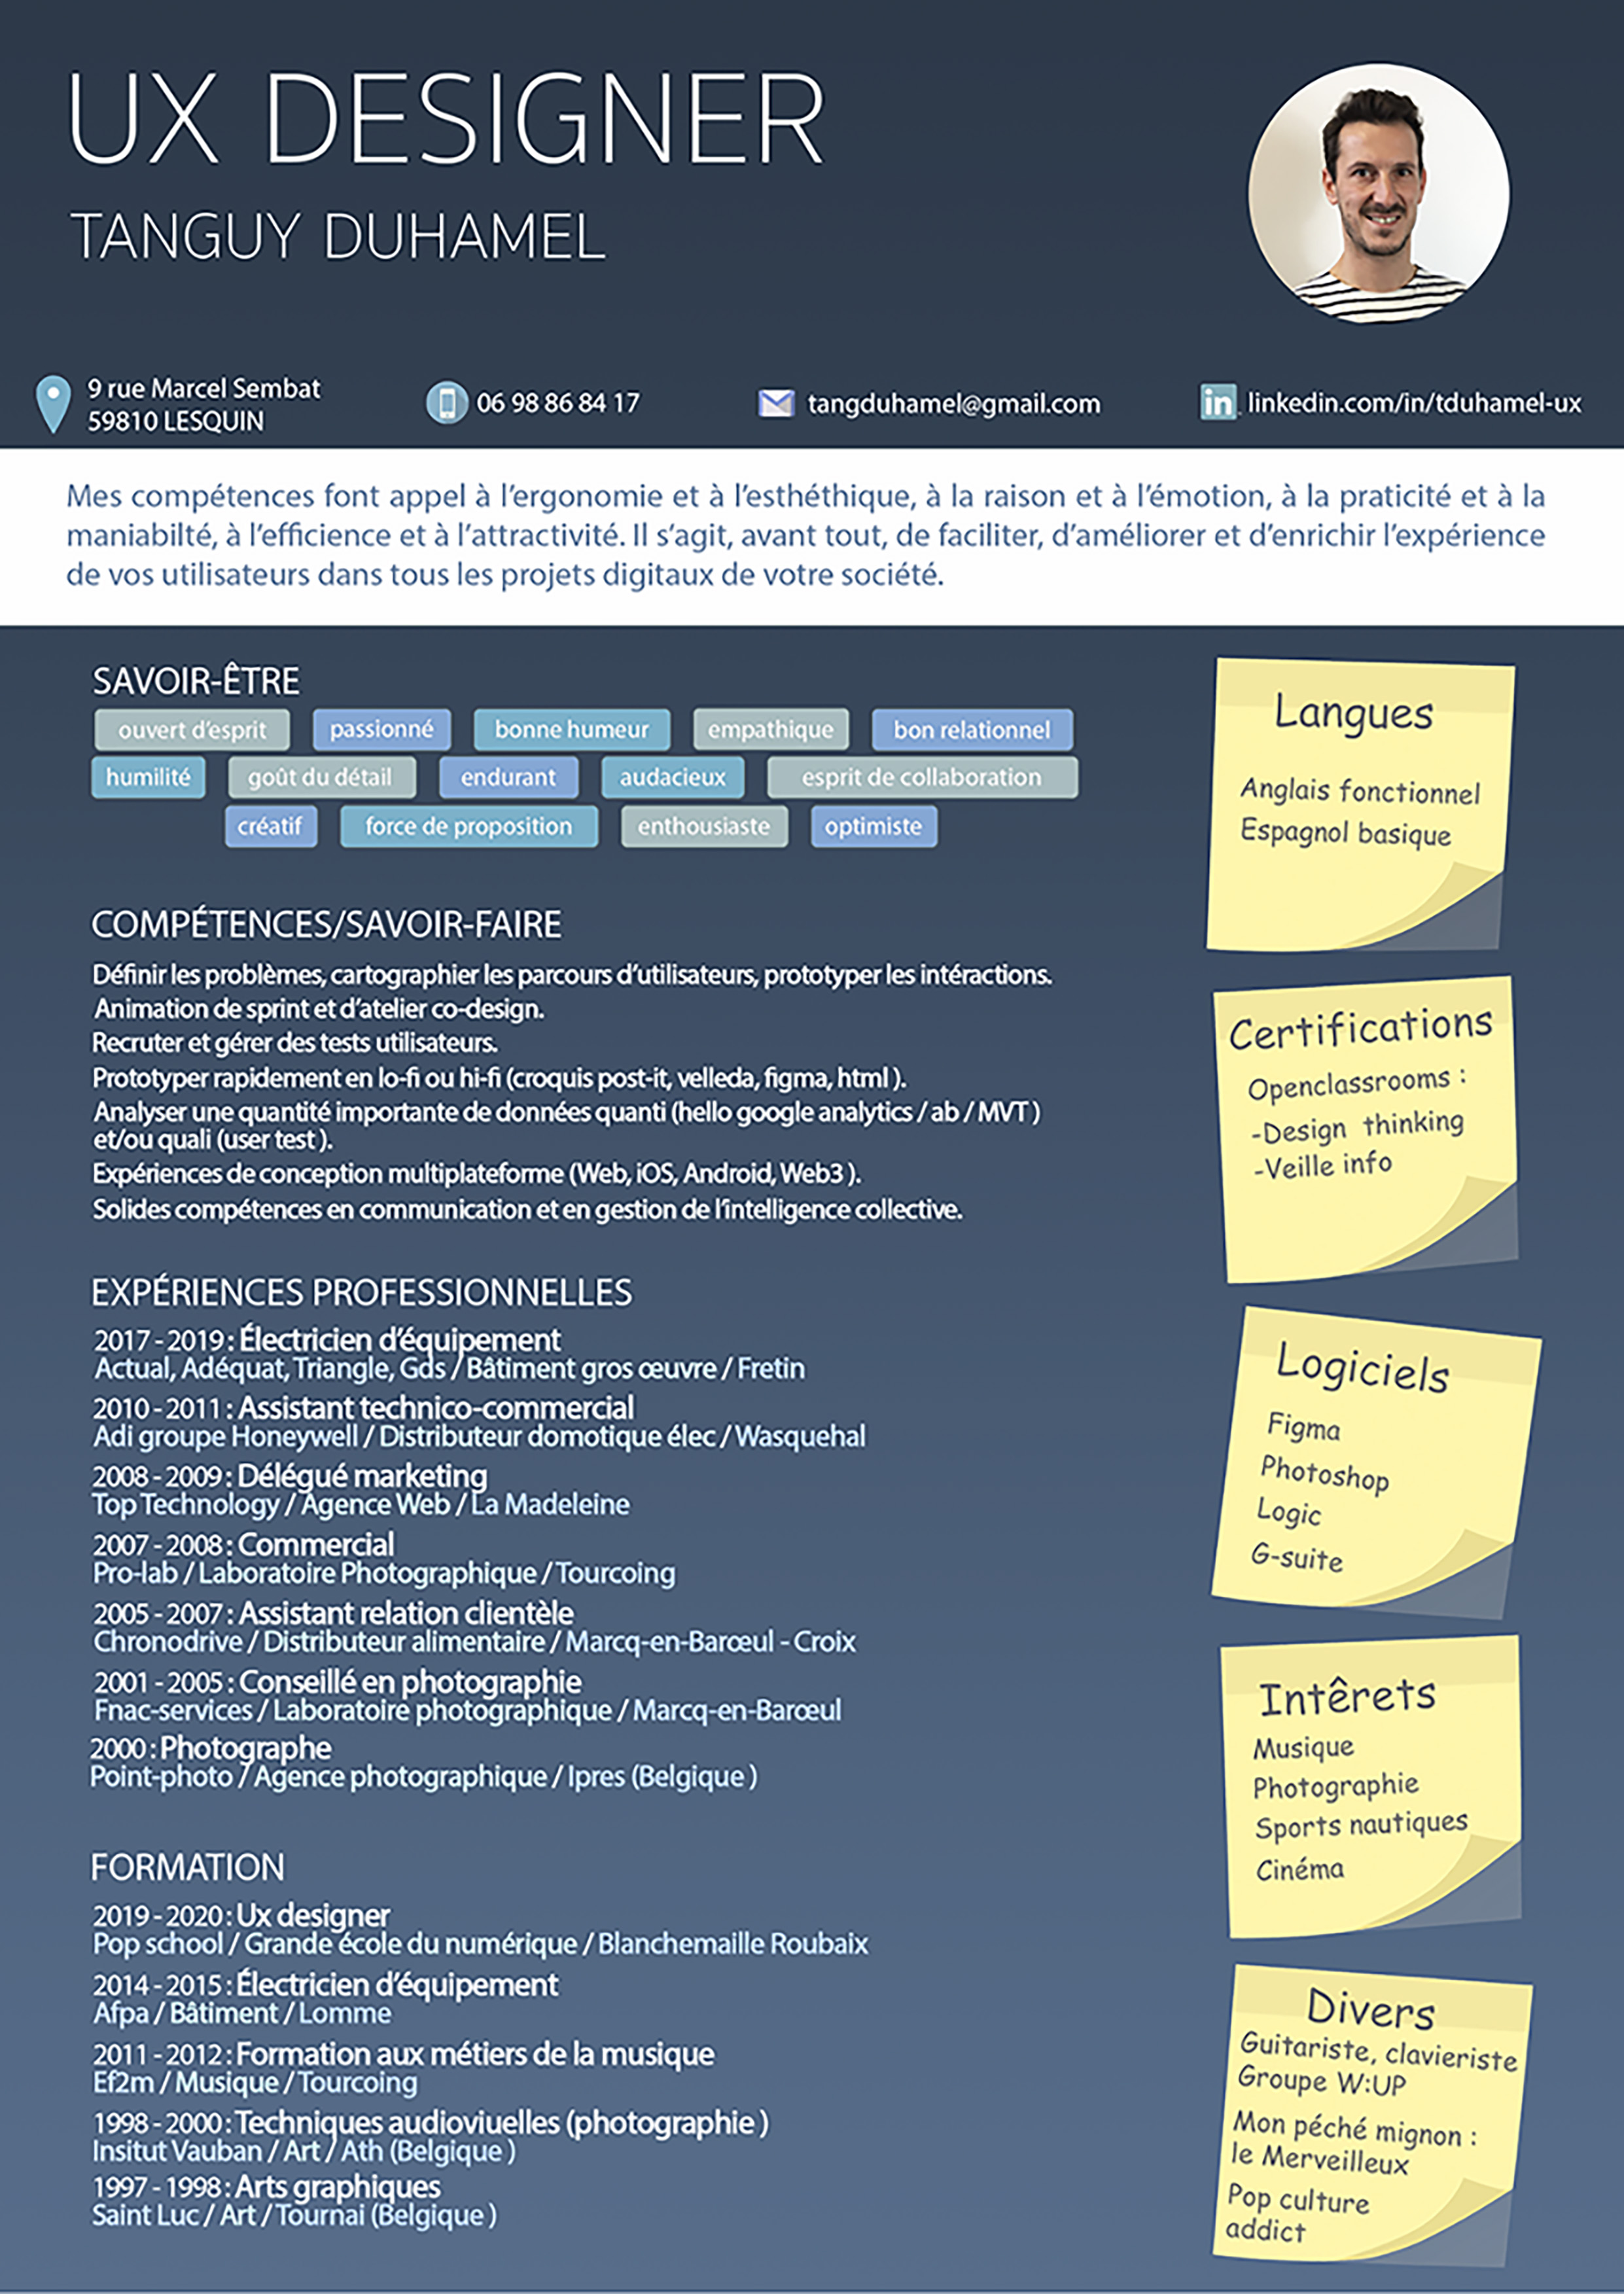 UX DESIGNER
TANGUY DUHAMEL
9 rue Marcel Sembat
59810 LESQUIN
06 98 86 84 17
tangduhamel@gmail.com
in linkedin.com/in/tduhamel-ux
Mes compétences font appel à l'ergonomie et à l'esthéthique, à la raison et à l'émotion, à la praticité et à la
maniabilté, à l'efficience et à l'attractivité. Il s'agit, avant tout, de faciliter, d'améliorer et d'enrichir l'expérience
de vos utilisateurs dans tous les projets digitaux de votre société.
SAVOIR-ÊTRE
ouvert d'esprit passionné bonne humeur empathique bon relationnel
humilité goût du détail endurant audacieux esprit de collaboration
créatif force de proposition enthousiaste optimiste
COMPÉTENCES/SAVOIR-FAIRE
Définir les problèmes, cartographier les parcours d'utilisateurs, prototyper les intéractions.
Animation de sprint et d'atelier co-design.
Recruter et gérer des tests utilisateurs.
Prototyper rapidement en lo-fi ou hi-fi (croquis post-it, velleda, figma, html ).
Analyser une quantité importante de données quanti (hello google analytics / ab / MVT )
et/ou quali (user test ).
Expériences de conception multiplateforme (Web, iOS, Android, Web3 ).
Solides compétences en communication et en gestion de l'intelligence collective.
EXPÉRIENCES PROFESSIONNELLES
2017 - 2019 : Électricien d'équipement
Actual, Adéquat, Triangle, Gds / Bâtiment gros œuvre / Fretin
2010 - 2011 : Assistant technico-commercial
Adi groupe Honeywell / Distributeur domotique élec / Wasquehal
2008 - 2009 : Délégué marketing
Top Technology / Agence Web / La Madeleine
2007 - 2008 : Commercial
Pro-lab / Laboratoire Photographique / Tourcoing
2005 - 2007 : Assistant relation clientèle
Chronodrive / Distributeur alimentaire / Marcq-en-Barœul - Croix
2001 - 2005 : Conseillé en photographie
Fnac-services / Laboratoire photographique / Marcq-en-Barœul
2000 : Photographe
Point-photo / Agence photographique / Ipres (Belgique )
FORMATION
2019 - 2020 : Ux designer
Pop school / Grande école du numérique / Blanchemaille Roubaix
2014 - 2015 : Électricien d'équipement
Afpa / Bâtiment / Lomme
2011 - 2012 : Formation aux métiers de la musique
Ef2m / Musique / Tourcoing
1998 - 2000 : Techniques audioviuelles (photographie )
Insitut Vauban / Art / Ath (Belgique )
1997 - 1998 : Arts graphiques
Saint Luc / Art / Tournai (Belgique )
Langues
Anglais fonctionnel
Espagnol basique
Certifications
Openclassrooms :
-Design thinking
-Veille info
Logiciels
Figma
Photoshop
Logic
G-suite
Intêrets
Musique
Photographie
Sports nautiques
Cinéma
Divers
Guitariste, clavieriste
Groupe W:UP
Mon péché mignon :
le Merveilleux
Pop culture
addict